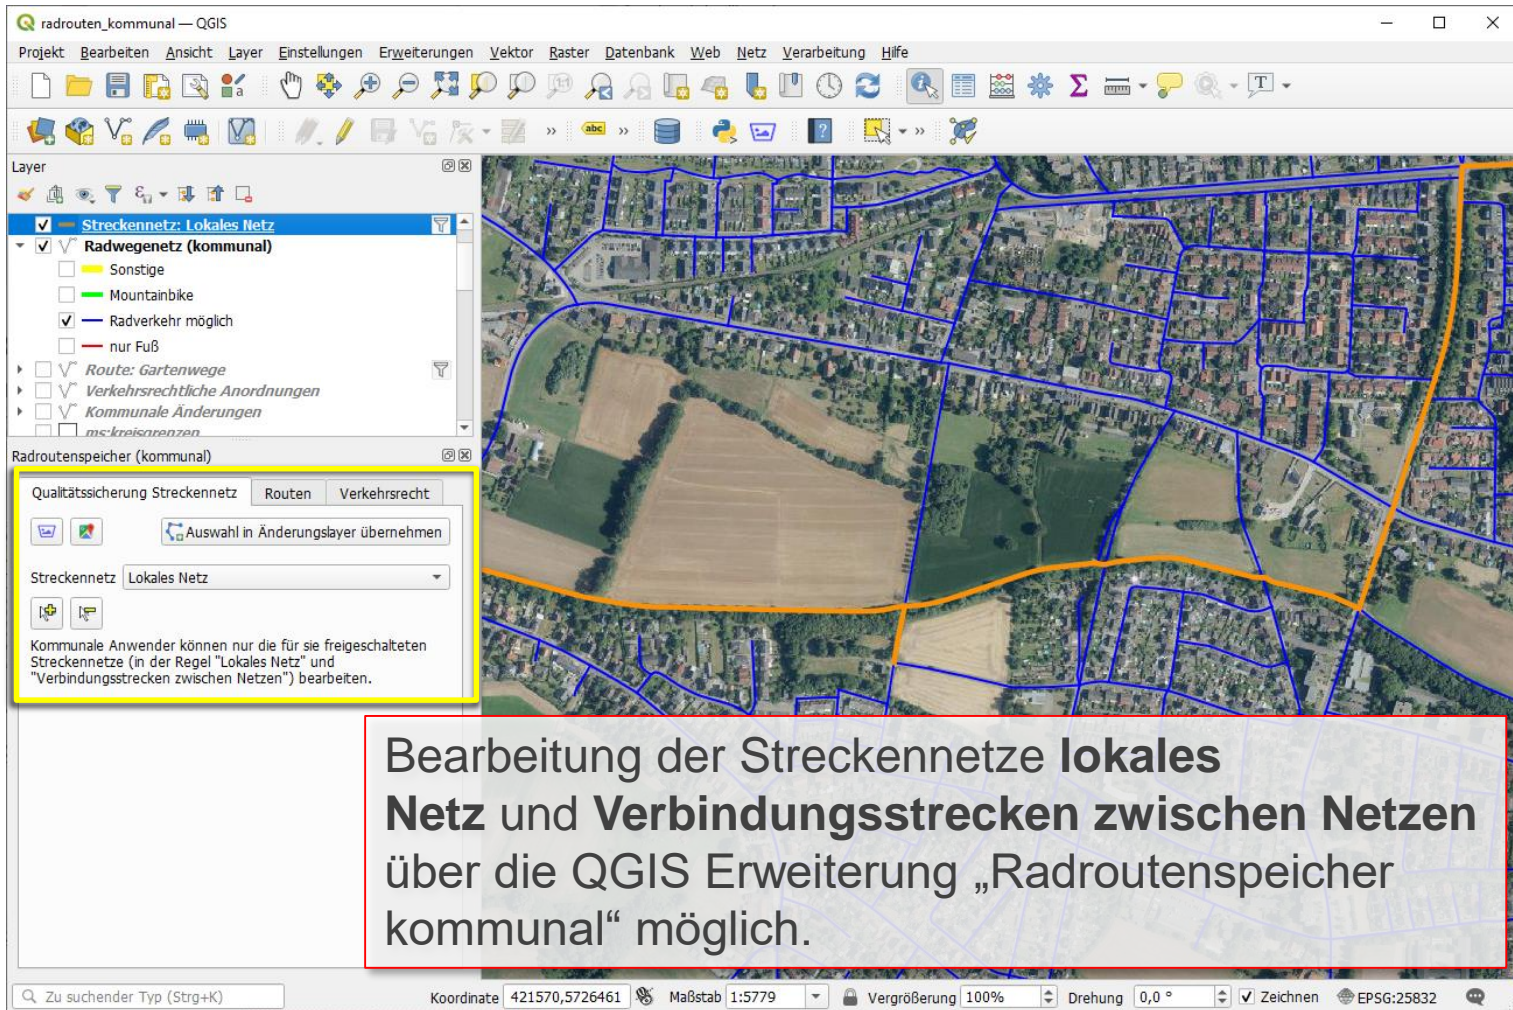 radrouten_kommunal — QGIS
Projekt Bearbeiten Ansicht Layer Einstellungen Erweiterungen Vektor Raster Datenbank Web Netz Verarbeitung Hilfe
Layer
Streckennetz: Lokales Netz
Radwegenetz (kommunal)
Sonstige
Mountainbike
Radverkehr möglich
nur Fuß
Route: Gartenwege
Verkehrsrechtliche Anordnungen
Kommunale Änderungen
ms:kreisgrenzen
Radroutenspeicher (kommunal)
Qualitätssicherung Streckennetz Routen Verkehrsrecht
Auswahl in Änderungslayer übernehmen
Streckennetz Lokales Netz
Kommunale Anwender können nur die für sie freigeschalteten
Streckennetze (in der Regel "Lokales Netz" und
"Verbindungsstrecken zwischen Netzen") bearbeiten.
Bearbeitung der Streckennetze lokales
Netz und Verbindungsstrecken zwischen Netzen
über die QGIS Erweiterung „Radroutenspeicher
kommunal“ möglich.
Zu suchender Typ (Strg+K) Koordinate 421570,5726461 Maßstab 1:5779 Vergrößerung 100% Drehung 0,0 ° Zeichnen EPSG:25832